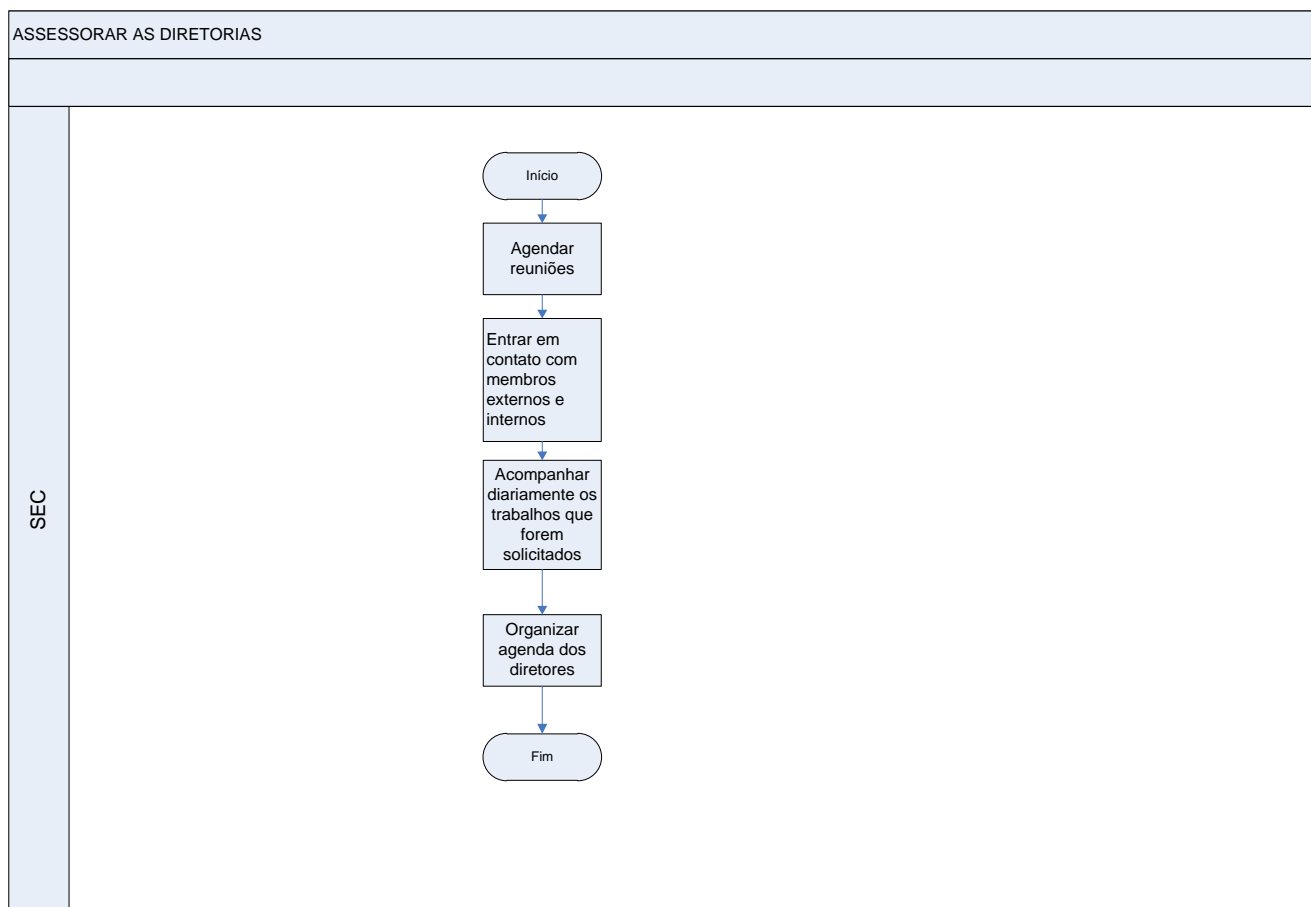 ASSESSORAR AS DIRETORIAS
SEC
Início
Agendar
reuniões
Entrar em
contato com
membros
externos e
internos
Acompanhar
diariamente os
trabalhos que
forem
solicitados
Organizar
agenda dos
diretores
Fim